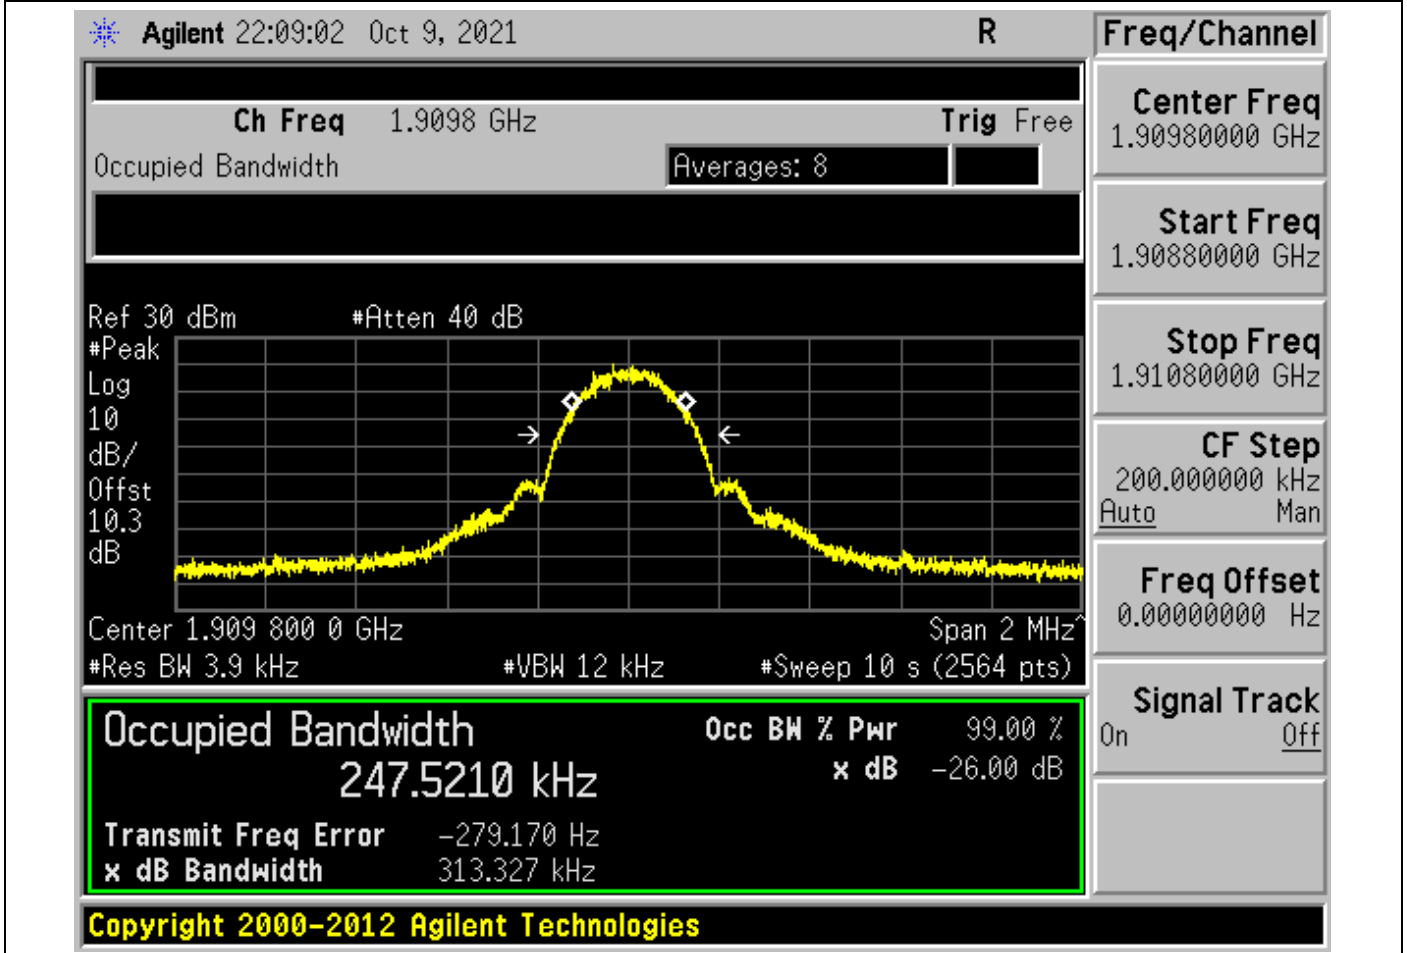 Agilent 22:09:02 Oct 9, 2021 R
Freq/Channel
Ch Freq 1.9098 GHz Trig Free
Occupied Bandwidth Averages: 8
Center Freq
1.90980000 GHz
Start Freq
1.90880000 GHz
Stop Freq
1.91080000 GHz
CF Step
200.000000 kHz
Auto Man
Freq Offset
0.00000000 Hz
Signal Track
On Off
Ref 30 dBm #Atten 40 dB
#Peak
Log
10
dB/
Offst
10.3
dB
Center 1.909 800 0 GHz Span 2 MHz^
#Res BW 3.9 kHz #VBW 12 kHz #Sweep 10 s (2564 pts)
Occupied Bandwidth Occ BW % Pwr 99.00 %
247.5210 kHz x dB -26.00 dB
Transmit Freq Error -279.170 Hz
x dB Bandwidth 313.327 kHz
Copyright 2000-2012 Agilent Technologies